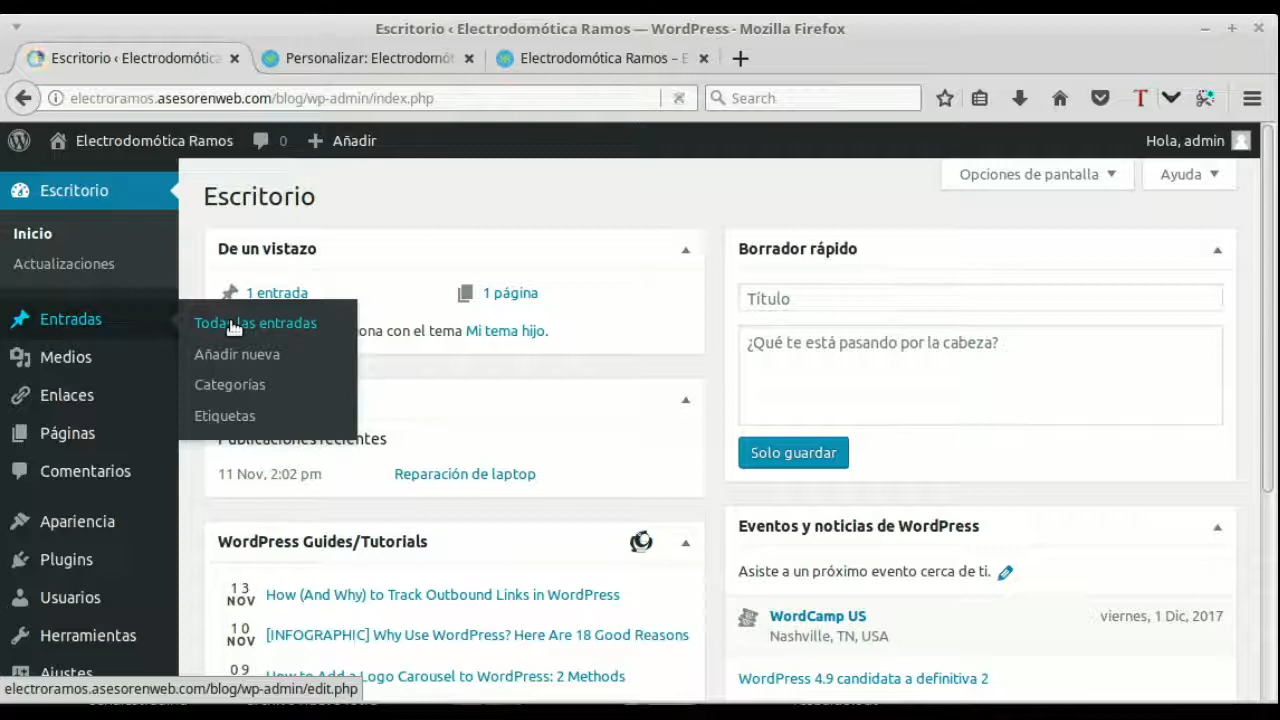 Escritorio ‹ Electrodomótica Ramos — WordPress - Mozilla Firefox
Escritorio ‹ Electrodomótica
Personalizar: Electrodomót
Electrodomótica Ramos – E
electroramos.asesorenweb.com/blog/wp-admin/index.php
Search
Electrodomótica Ramos
0
Añadir
Hola, admin
Escritorio
Inicio
Actualizaciones
Entradas
Todas las entradas
Añadir nueva
Categorías
Etiquetas
Medios
Enlaces
Páginas
Comentarios
Apariencia
Plugins
Usuarios
Herramientas
Ajustes
Opciones de pantalla
Ayuda
Escritorio
De un vistazo
1 entrada
1 página
con el tema Mi tema hijo.
Publicaciones recientes
11 Nov, 2:02 pm
Reparación de laptop
WordPress Guides/Tutorials
13 NOV
How (And Why) to Track Outbound Links in WordPress
10 NOV
[INFOGRAPHIC] Why Use WordPress? Here Are 18 Good Reasons
09
How to Add a Logo Carousel to WordPress: 2 Methods
Borrador rápido
Título
¿Qué te está pasando por la cabeza?
Solo guardar
Eventos y noticias de WordPress
Asiste a un próximo evento cerca de ti.
WordCamp US
viernes, 1 Dic, 2017
Nashville, TN, USA
WordPress 4.9 candidata a definitiva 2
electroramos.asesorenweb.com/blog/wp-admin/edit.php